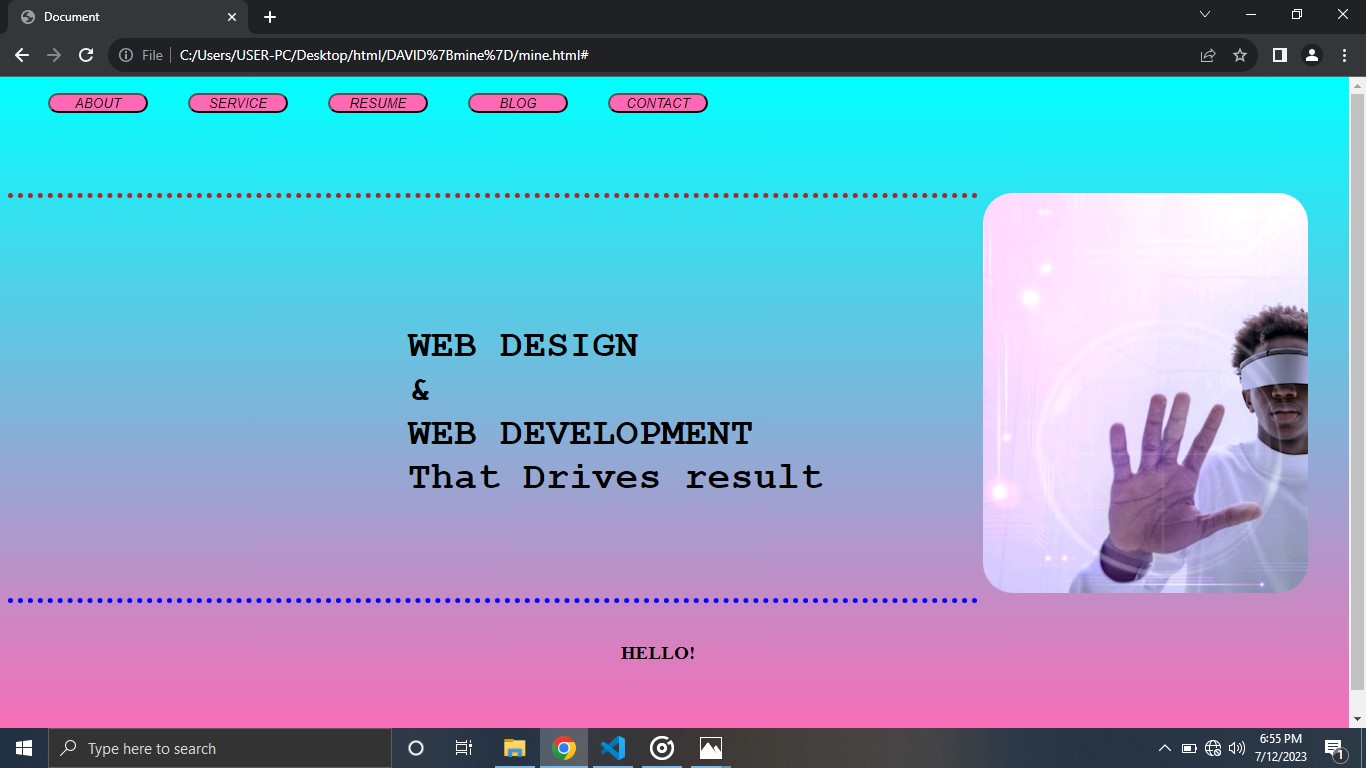 Document
File
C:/Users/USER-PC/Desktop/html/DAVID%7Bmine%7D/mine.html#
ABOUT SERVICE RESUME BLOG CONTACT
WEB DESIGN
&
WEB DEVELOPMENT
That Drives result
HELLO!
Type here to search
6:55 PM
7/12/2023
1